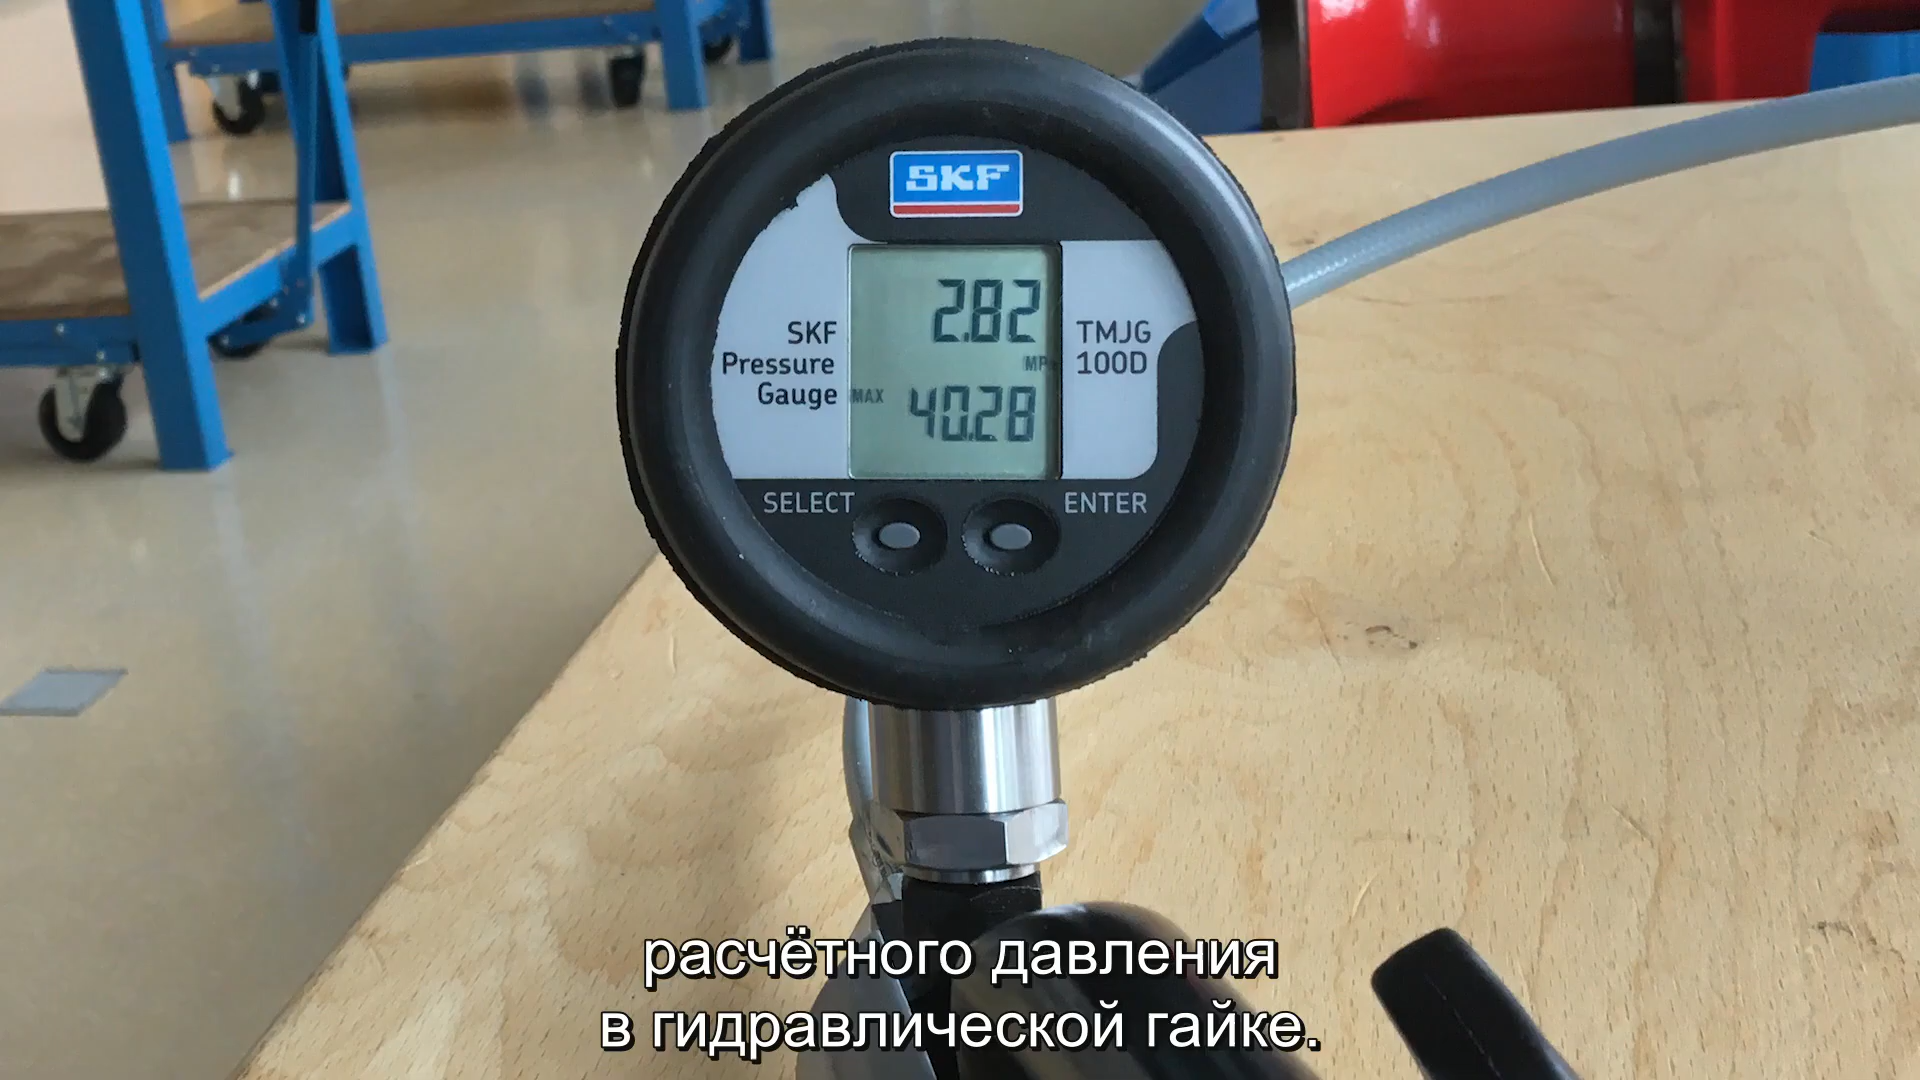 SKF
2.82
MPa
MAX 40.28
SKF
Pressure
Gauge
TMJG
100D
SELECT
ENTER
расчётного давления
в гидравлической гайке.